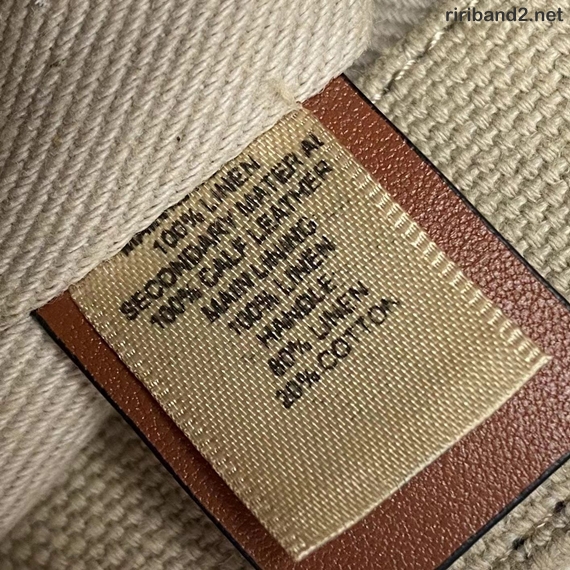 ririband2.net
100% LINEN
SECONDARY MATERIAL
100% CALF LEATHER
MAIN LINING
100% LINEN
HANDLE
80% LINEN
20% COTTON